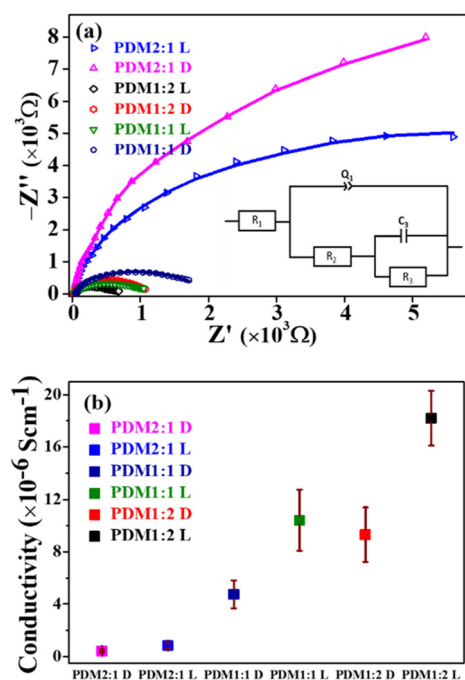 (a)
PDM2:1 L
PDM2:1 D
PDM1:2 L
PDM1:2 D
PDM1:1 L
PDM1:1 D
8
7
6
5
4
3
2
1
0
−Z'' (×10³Ω)
Q₁
R₁
R₂
C₃
R₃
0 1 2 3 4 5
Z' (×10³Ω)
(b)
PDM2:1 D
PDM2:1 L
PDM1:1 D
PDM1:1 L
PDM1:2 D
PDM1:2 L
20
16
12
8
4
0
Conductivity (×10⁻⁶ Scm⁻¹)
PDM2:1 D PDM2:1 L PDM1:1 D PDM1:1 L PDM1:2 D PDM1:2 L